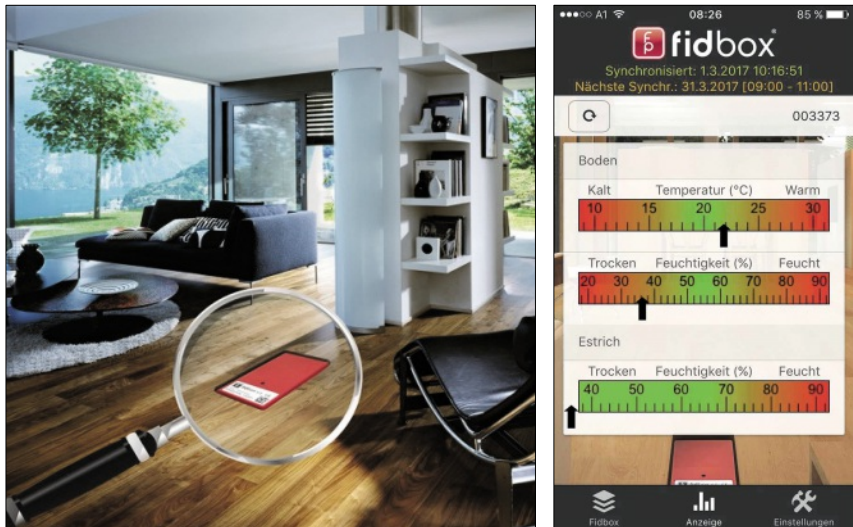 A1 08:26 85 %
fidbox
Synchronisiert: 1.3.2017 10:16:51
Nächste Synchr.: 31.3.2017 [09:00 - 11:00]
003373
Boden
Kalt Temperatur (°C) Warm
10 15 20 25 30
Trocken Feuchtigkeit (%) Feucht
20 30 40 50 60 70 80 90
Estrich
Trocken Feuchtigkeit (%) Feucht
40 50 60 70 80 90
Fidbox Anzeige Einstellungen